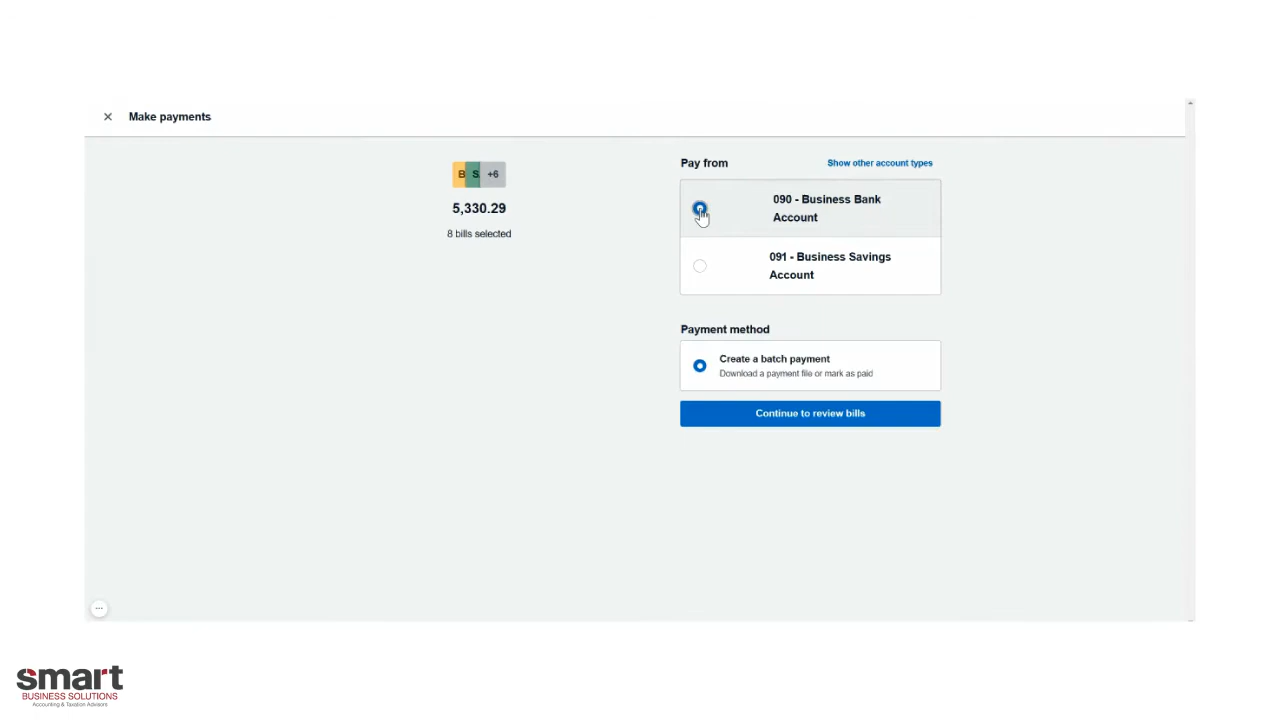 Make payments
B S +6
5,330.29
8 bills selected
Pay from
Show other account types
090 - Business Bank
Account
091 - Business Savings
Account
Payment method
Create a batch payment
Download a payment file or mark as paid
Continue to review bills
smart
BUSINESS SOLUTIONS
Accounting & Taxation Advisors